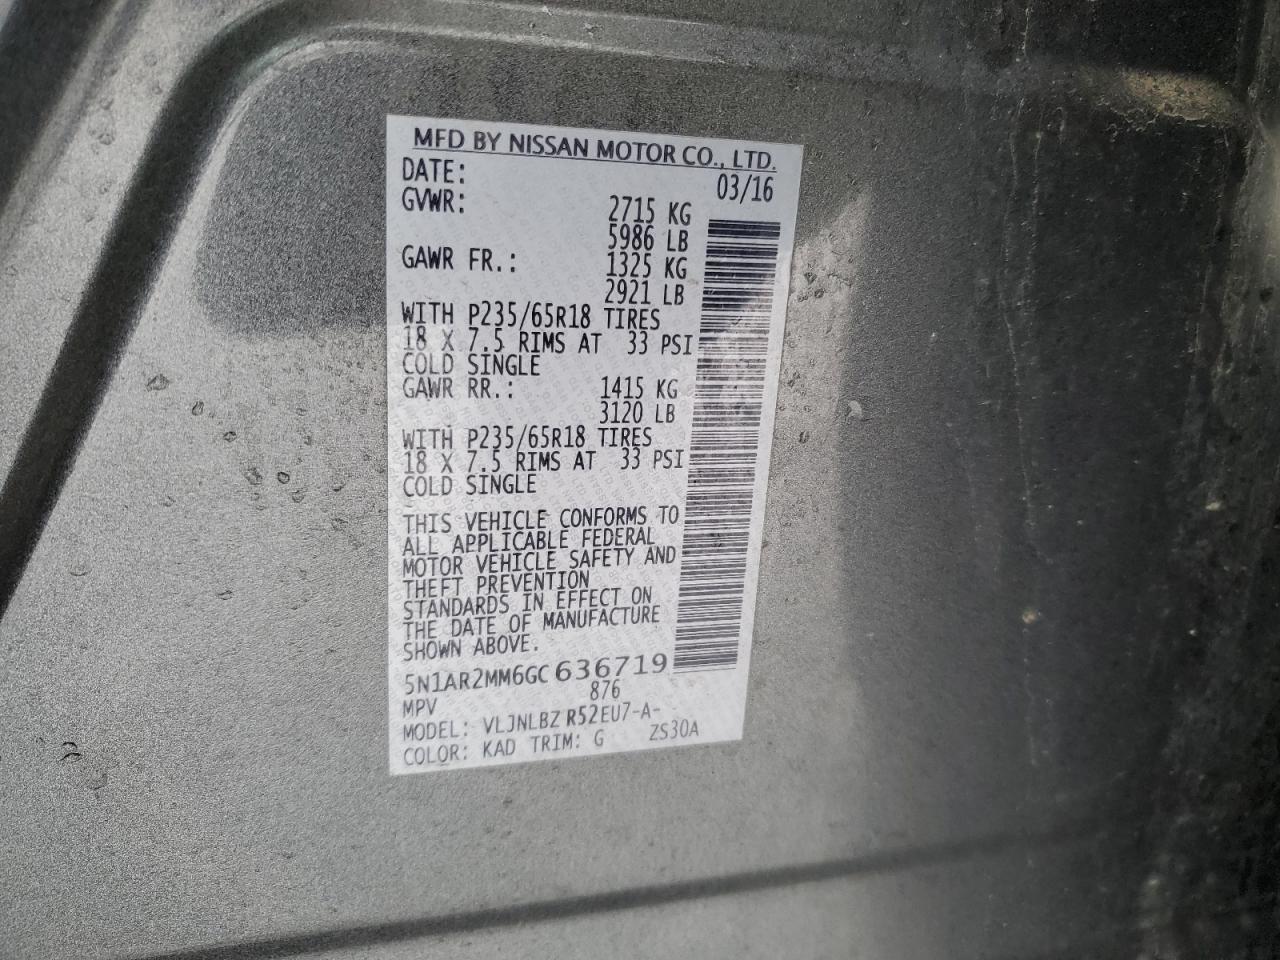 MFD BY NISSAN MOTOR CO., LTD.
DATE: 03/16
GVWR: 2715 KG
5986 LB
GAWR FR.: 1325 KG
2921 LB
WITH P235/65R18 TIRES
18 X 7.5 RIMS AT 33 PSI
COLD SINGLE
GAWR RR.: 1415 KG
3120 LB
WITH P235/65R18 TIRES
18 X 7.5 RIMS AT 33 PSI
COLD SINGLE
THIS VEHICLE CONFORMS TO
ALL APPLICABLE FEDERAL
MOTOR VEHICLE SAFETY AND
THEFT PREVENTION
STANDARDS IN EFFECT ON
THE DATE OF MANUFACTURE
SHOWN ABOVE.
5N1AR2MM6GC636719
MPV 876
MODEL: VLJNLBZ R52EU7-A-
COLOR: KAD TRIM: G ZS30A